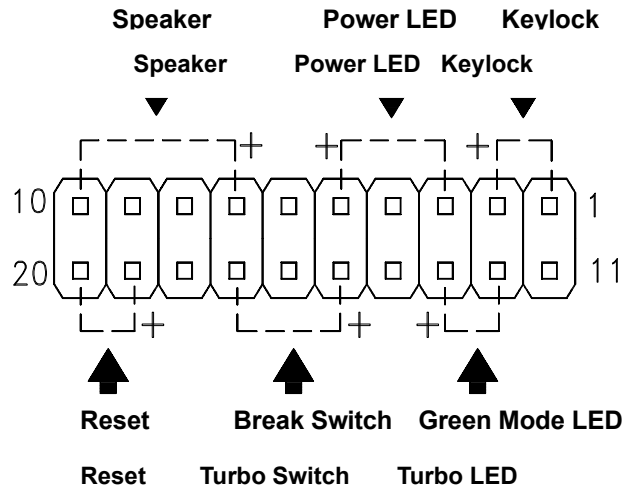 Speaker Power LED Keylock
Speaker Power LED Keylock
+ + +
10 1
20 11
+ + +
Reset Break Switch Green Mode LED
Reset Turbo Switch Turbo LED